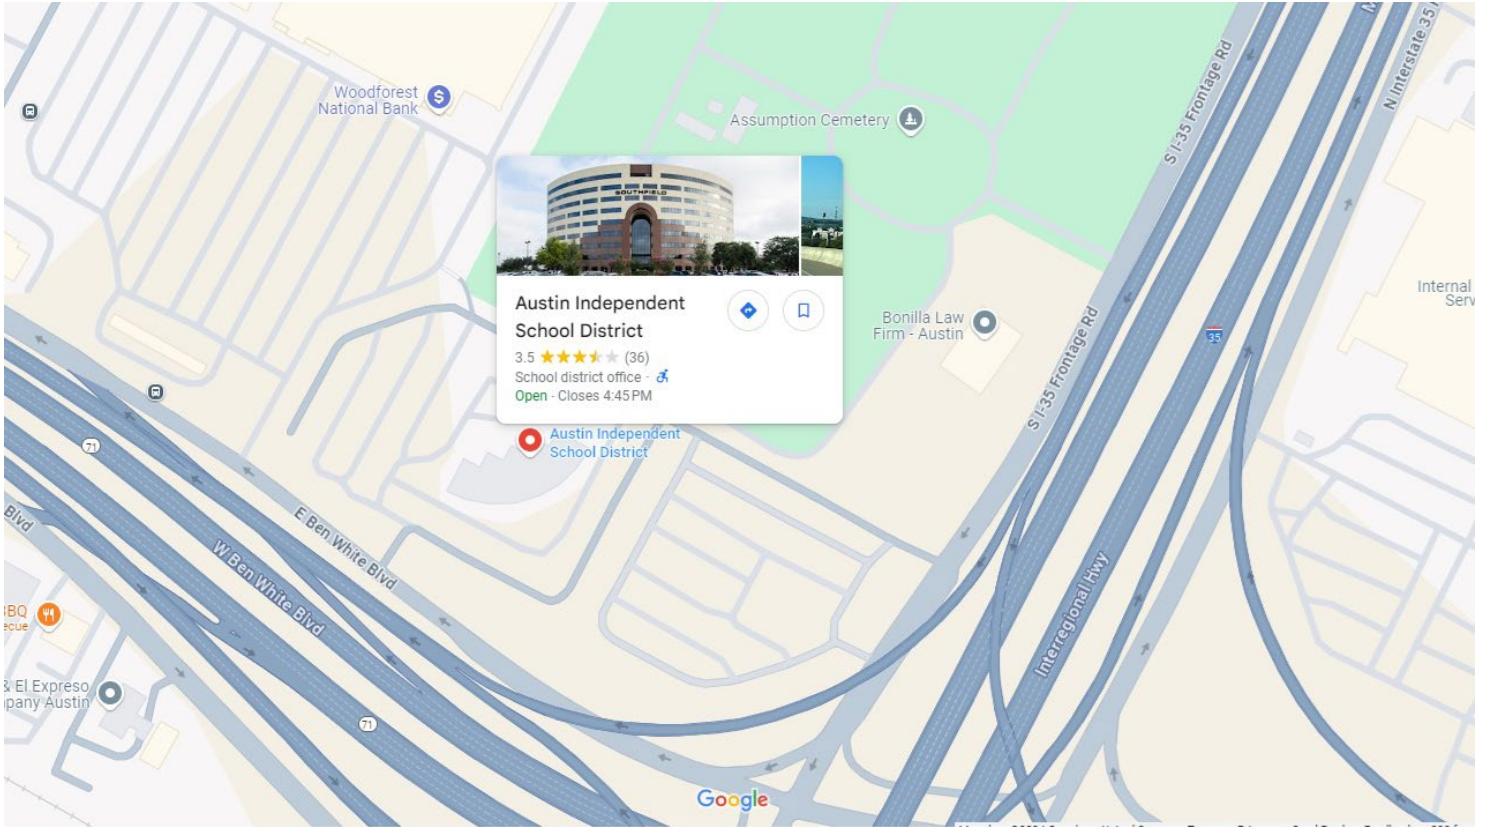 Woodforest
National Bank
Assumption Cemetery
S I-35 Frontage Rd
N Interstate 35
SOUTHFIELD
Austin Independent
School District
3.5 (36)
School district office ·
Open · Closes 4:45 PM
Bonilla Law
Firm - Austin
35
Internal
Serv
S I-35 Frontage Rd
Austin Independent
School District
71
Blvd
E Ben White Blvd
W Ben White Blvd
Interregional Hwy
BBQ
ecue
& El Expreso
pany Austin
71
Google